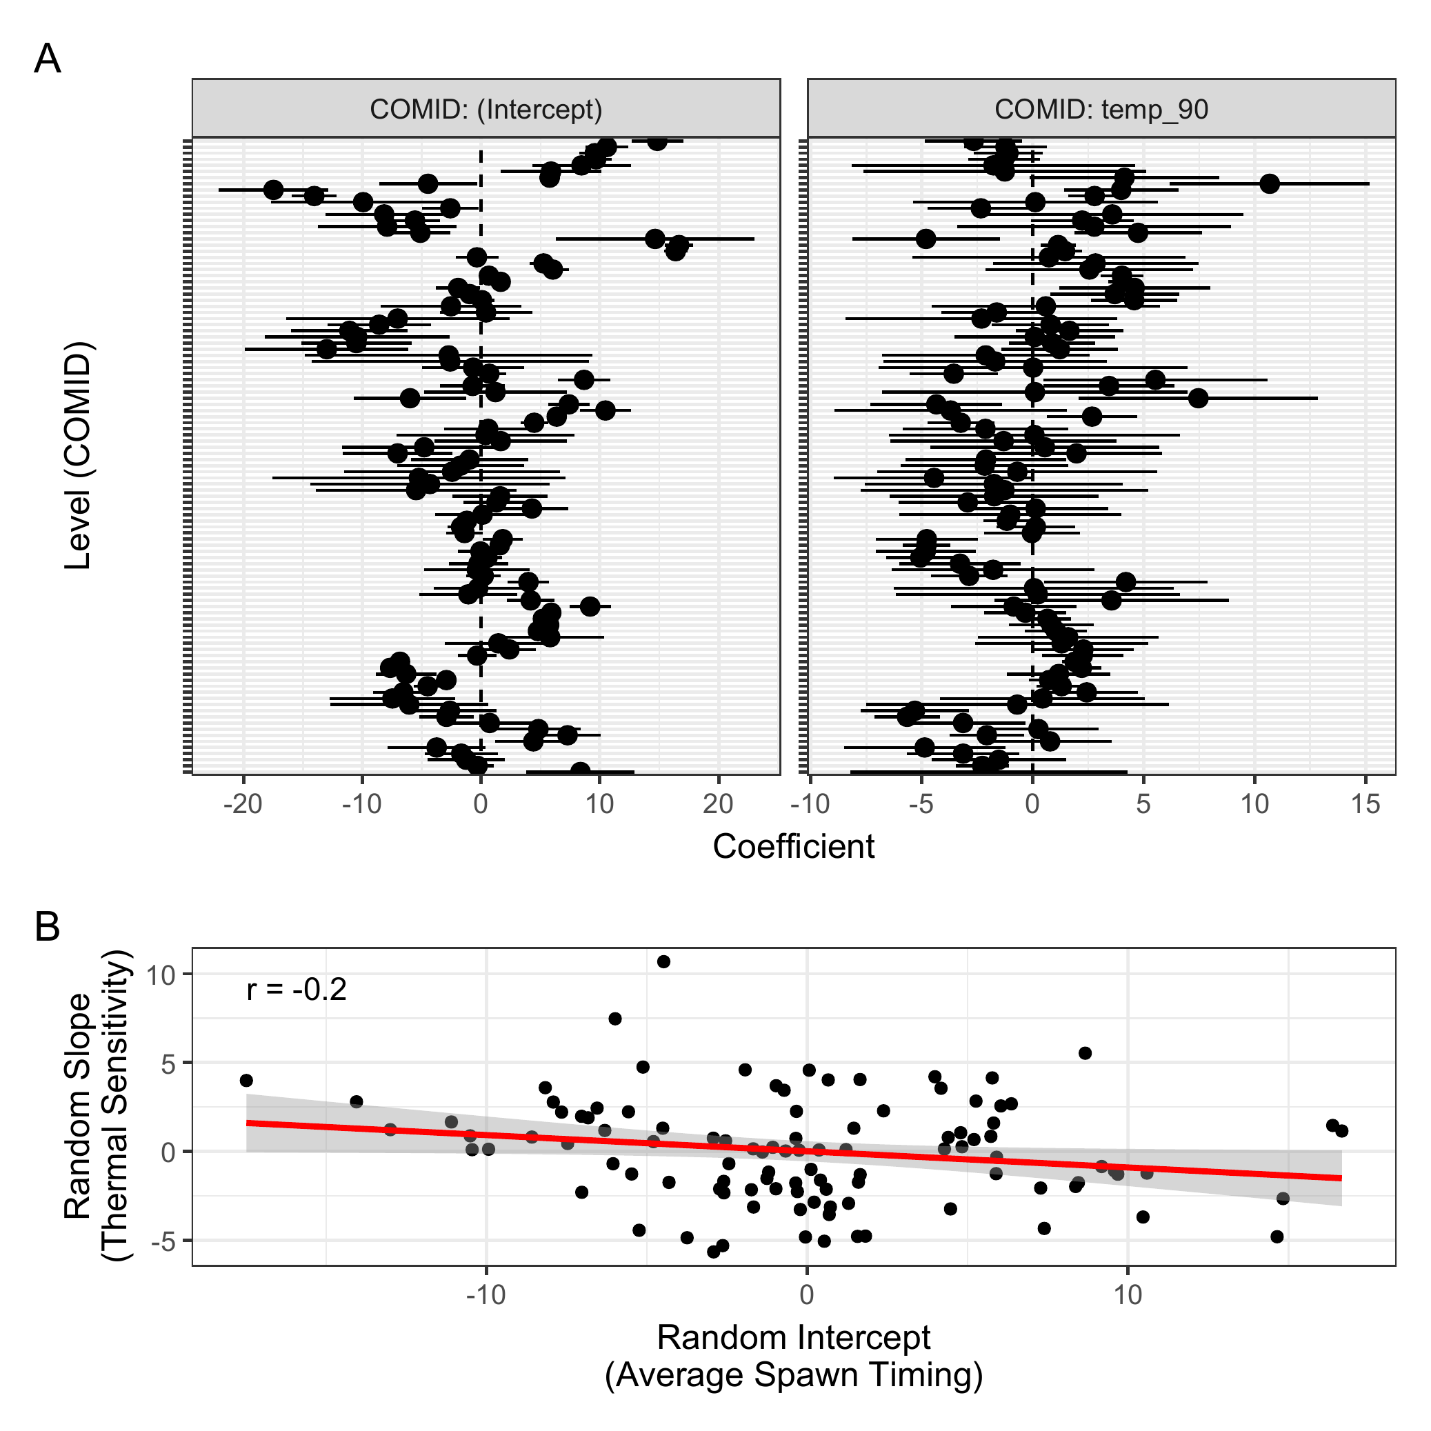 A
COMID: (Intercept)
COMID: temp_90
Level (COMID)
-20 -10 0 10 20
-10 -5 0 5 10 15
Coefficient
B
r = -0.2
Random Slope
(Thermal Sensitivity)
10
5
0
-5
-10 0 10
Random Intercept
(Average Spawn Timing)